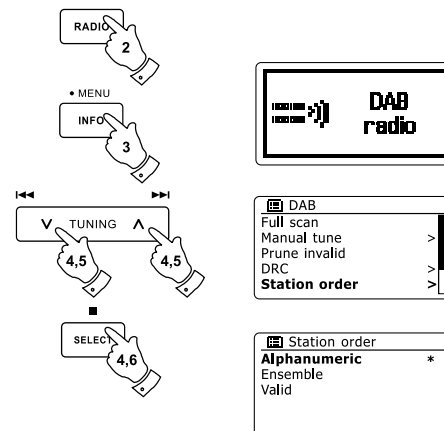 RADIO
2
• MENU
INFO
3
TUNING
4,5
4,5
SELECT
4,6
DAB
radio
DAB
Full scan
Manual tune >
Prune invalid
DRC >
Station order >
Station order
Alphanumeric *
Ensemble
Valid